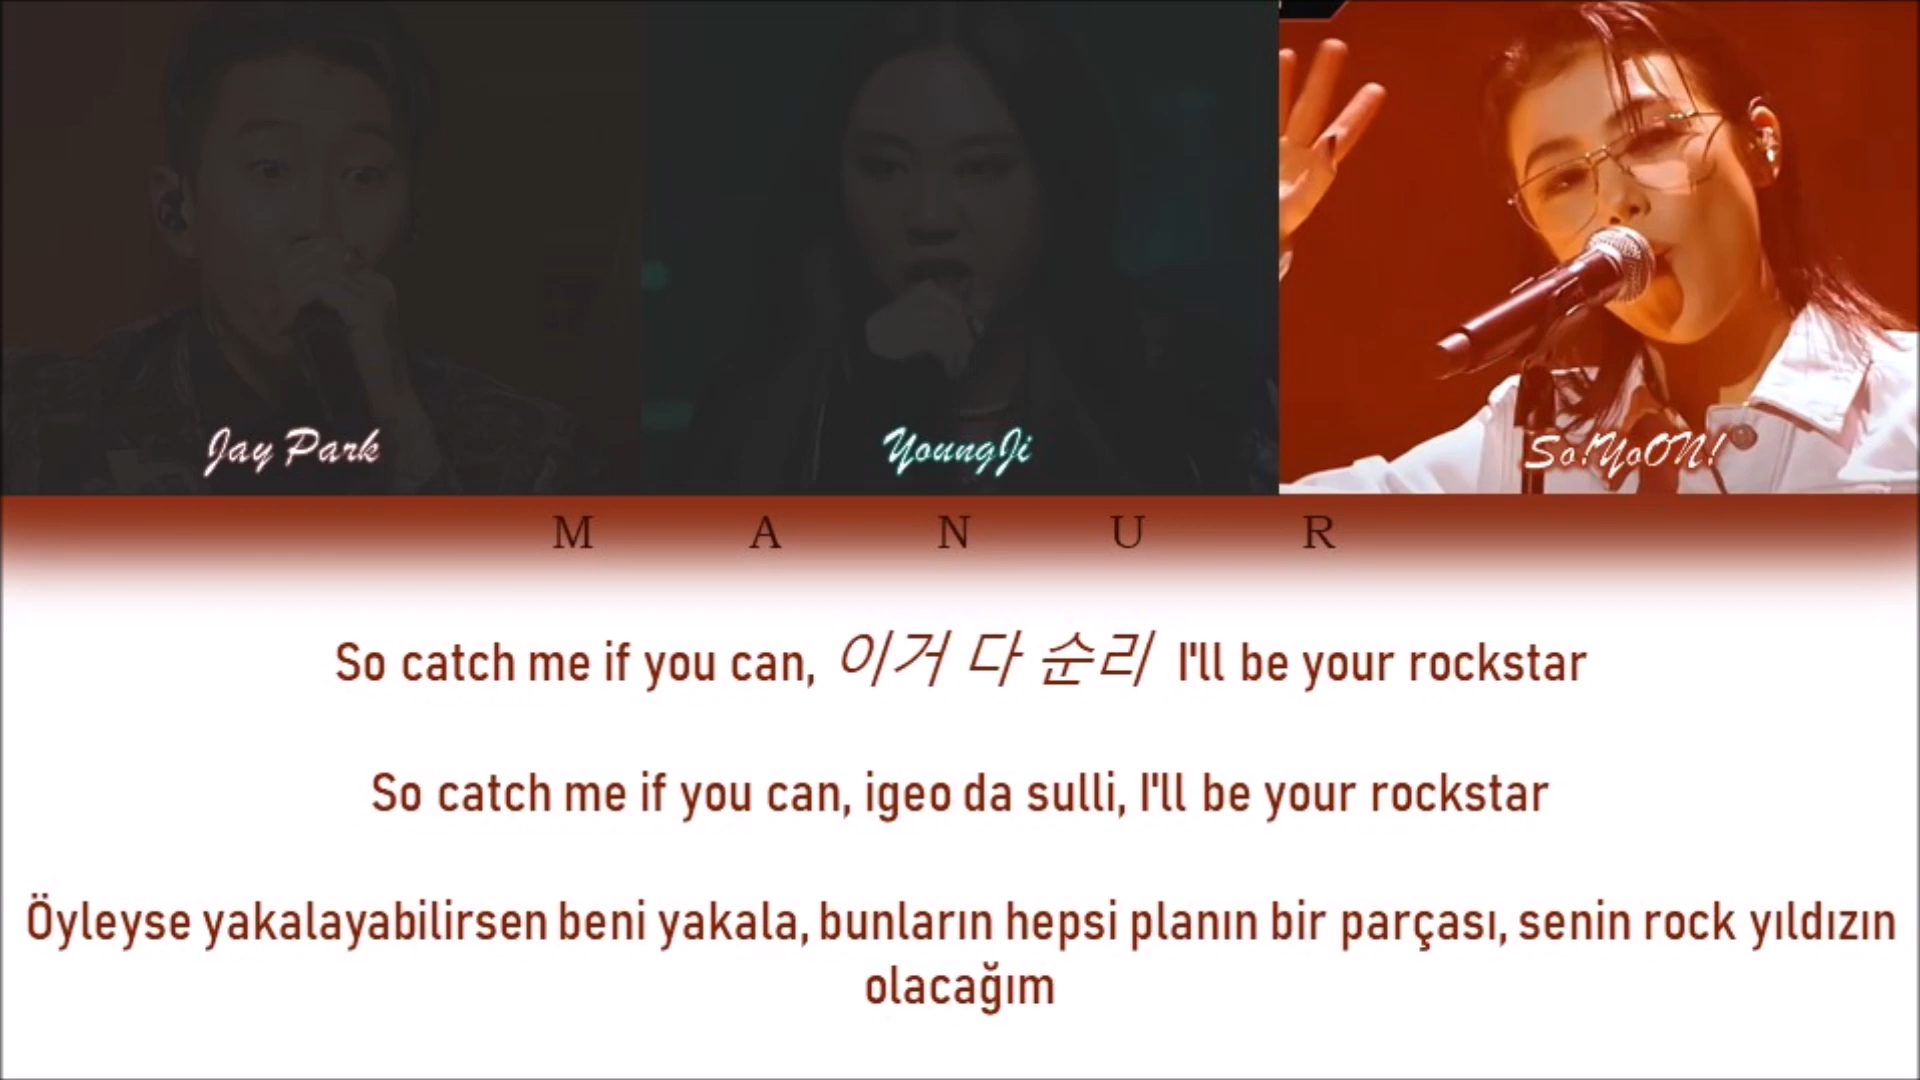 Jay Park
YoungJi
So!YoON!
M A N U R
So catch me if you can, 이거 다 순리 I'll be your rockstar
So catch me if you can, igeo da sulli, I'll be your rockstar
Öyleyse yakalayabilirsen beni yakala, bunların hepsi planın bir parçası, senin rock yıldızın
olacağım